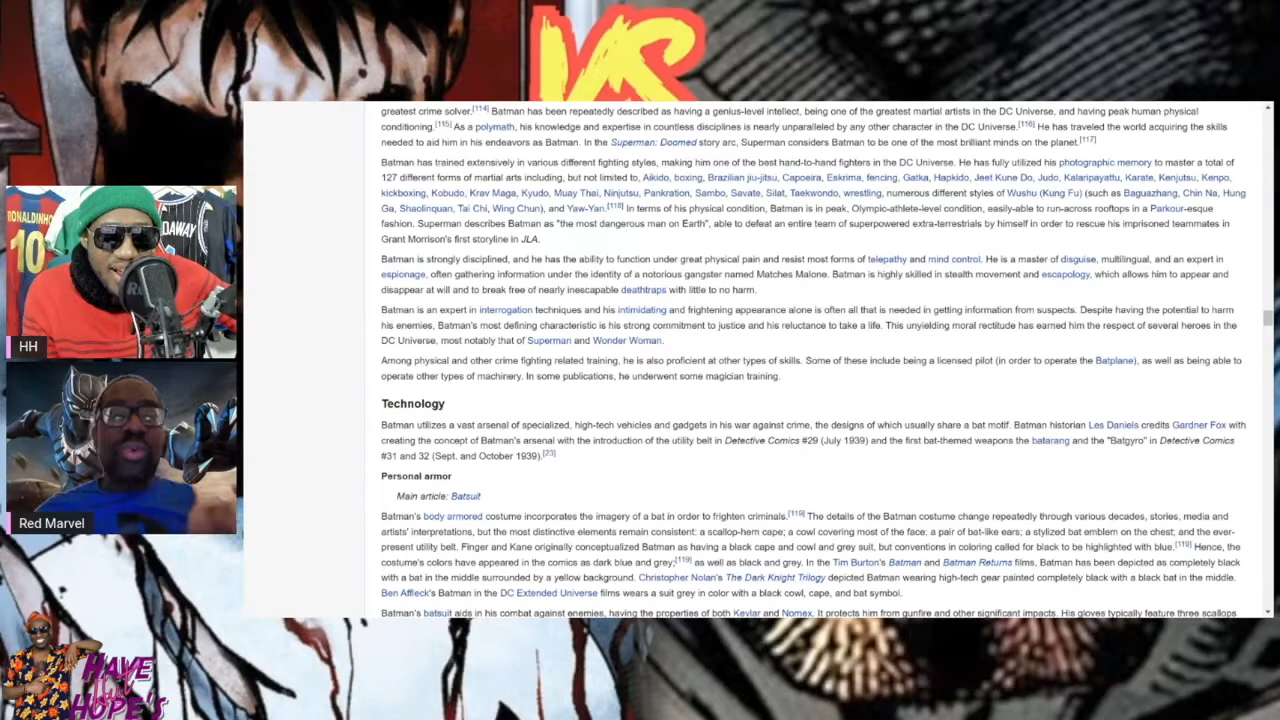 VS
greatest crime solver.[114] Batman has been repeatedly described as having a genius-level intellect, being one of the greatest martial artists in the DC Universe, and having peak human physical
conditioning.[115] As a polymath, his knowledge and expertise in countless disciplines is nearly unparalleled by any other character in the DC Universe.[116] He has traveled the world acquiring the skills
needed to aid him in his endeavors as Batman. In the Superman: Doomed story arc, Superman considers Batman to be one of the most brilliant minds on the planet.[117]
Batman has trained extensively in various different fighting styles, making him one of the best hand-to-hand fighters in the DC Universe. He has fully utilized his photographic memory to master a total of
127 different forms of martial arts including, but not limited to, Aikido, boxing, Brazilian jiu-jitsu, Capoeira, Eskrima, fencing, Gatka, Hapkido, Jeet Kune Do, Judo, Kalaripayattu, Karate, Kenjutsu, Kenpo,
kickboxing, Kobudo, Krav Maga, Kyudo, Muay Thai, Ninjutsu, Pankration, Sambo, Savate, Silat, Taekwondo, wrestling, numerous different styles of Wushu (Kung Fu) (such as Baguazhang, Chin Na, Hung
Ga, Shaolinquan, Tai Chi, Wing Chun), and Yaw-Yan.[118] In terms of his physical condition, Batman is in peak, Olympic-athlete-level condition, easily-able to run-across rooftops in a Parkour-esque
fashion. Superman describes Batman as "the most dangerous man on Earth", able to defeat an entire team of superpowered extra-terrestrials by himself in order to rescue his imprisoned teammates in
Grant Morrison's first storyline in JLA.
Batman is strongly disciplined, and he has the ability to function under great physical pain and resist most forms of telepathy and mind control. He is a master of disguise, multilingual, and an expert in
espionage, often gathering information under the identity of a notorious gangster named Matches Malone. Batman is highly skilled in stealth movement and escapology, which allows him to appear and
disappear at will and to break free of nearly inescapable deathtraps with little to no harm.
Batman is an expert in interrogation techniques and his intimidating and frightening appearance alone is often all that is needed in getting information from suspects. Despite having the potential to harm
his enemies, Batman's most defining characteristic is his strong commitment to justice and his reluctance to take a life. This unyielding moral rectitude has earned him the respect of several heroes in the
DC Universe, most notably that of Superman and Wonder Woman.
Among physical and other crime fighting related training, he is also proficient at other types of skills. Some of these include being a licensed pilot (in order to operate the Batplane), as well as being able to
operate other types of machinery. In some publications, he underwent some magician training.
Technology
Batman utilizes a vast arsenal of specialized, high-tech vehicles and gadgets in his war against crime, the designs of which usually share a bat motif. Batman historian Les Daniels credits Gardner Fox with
creating the concept of Batman's arsenal with the introduction of the utility belt in Detective Comics #29 (July 1939) and the first bat-themed weapons the batarang and the "Batgyro" in Detective Comics
#31 and 32 (Sept. and October 1939).[23]
Personal armor
Main article: Batsuit
Batman's body armored costume incorporates the imagery of a bat in order to frighten criminals.[119] The details of the Batman costume change repeatedly through various decades, stories, media and
artists' interpretations, but the most distinctive elements remain consistent: a scallop-hem cape; a cowl covering most of the face; a pair of bat-like ears; a stylized bat emblem on the chest; and the ever-
present utility belt. Finger and Kane originally conceptualized Batman as having a black cape and cowl and grey suit, but conventions in coloring called for black to be highlighted with blue.[119] Hence, the
costume's colors have appeared in the comics as dark blue and grey;[119] as well as black and grey. In the Tim Burton's Batman and Batman Returns films, Batman has been depicted as completely black
with a bat in the middle surrounded by a yellow background. Christopher Nolan's The Dark Knight Trilogy depicted Batman wearing high-tech gear painted completely black with a black bat in the middle.
Ben Affleck's Batman in the DC Extended Universe films wears a suit grey in color with a black cowl, cape, and bat symbol.
Batman's batsuit aids in his combat against enemies, having the properties of both Kevlar and Nomex. It protects him from gunfire and other significant impacts. His gloves typically feature three scallops
RONALDINHO
10
HH
Red Marvel
HAVE
HOPE'S